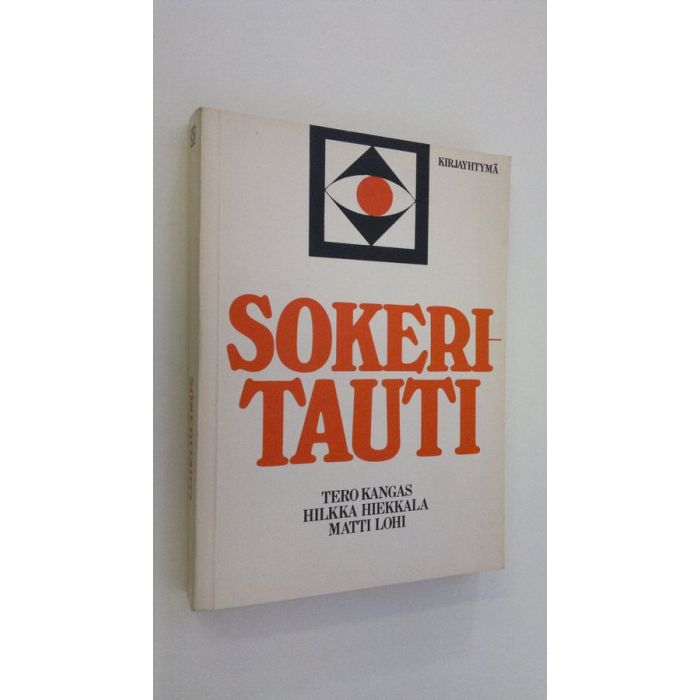 KIRJAYHTYMÄ
SOKERI-
TAUTI
TERO KANGAS
HILKKA HIEKKALA
MATTI LOHI